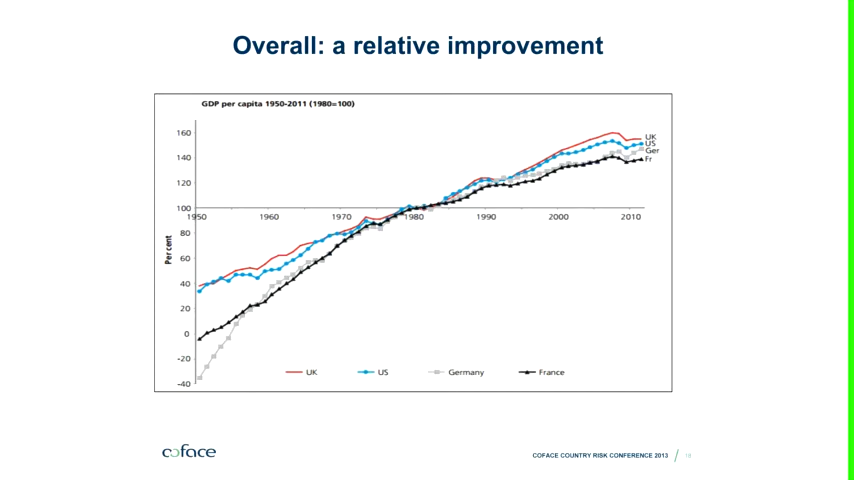 Overall: a relative improvement
GDP per capita 1950-2011 (1980=100)
160
140
120
100
80
60
40
20
0
-20
-40
Per cent
1950 1960 1970 1980 1990 2000 2010
UK
US
Ger
Fr
UK US Germany France
coface
COFACE COUNTRY RISK CONFERENCE 2013 /